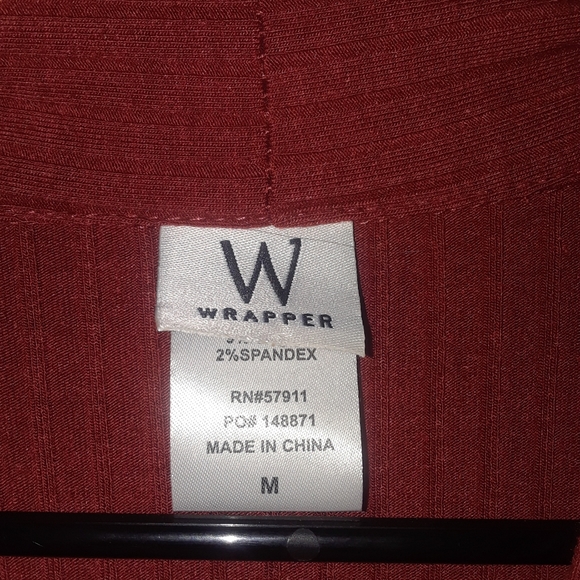 W
WRAPPER
2%SPANDEX
RN#57911
PO# 148871
MADE IN CHINA
M